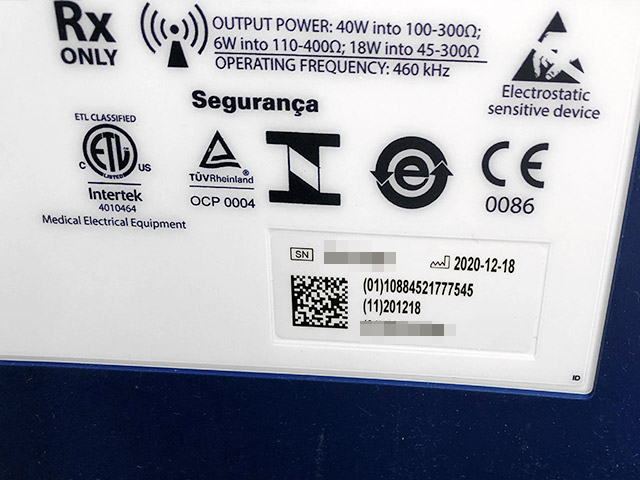 Rx
ONLY
OUTPUT POWER: 40W into 100-300Ω;
6W into 110-400Ω; 18W into 45-300Ω
OPERATING FREQUENCY: 460 kHz
Electrostatic
sensitive device
Segurança
ETL CLASSIFIED
C ETL US
LISTED
Intertek
4010464
Medical Electrical Equipment
TÜVRheinland®
OCP 0004
e
CE
0086
SN
2020-12-18
(01)10884521777545
(11)201218
ID